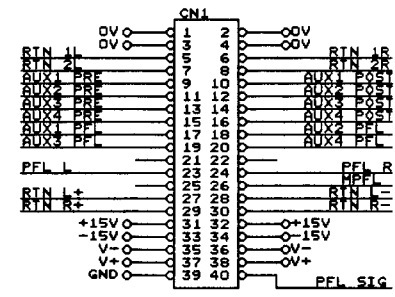 CN1
0V 1 2 0V
0V 3 4 0V
RTN 1L 5 6 RTN 1R
RTN 2L 7 8 RTN 2R
AUX1 PRE 9 10 AUX1 POST
AUX2 PRE 11 12 AUX2 POST
AUX3 PRE 13 14 AUX3 POST
AUX4 PRE 15 16 AUX4 POST
AUX1 PFL 17 18 AUX2 PFL
AUX3 PFL 19 20 AUX4 PFL
21 22
PFL L 23 24 PFL R
25 26 MPFL
RTN L+ 27 28 RTN L-
RTN R+ 29 30 RTN R-
+15V 31 32 +15V
-15V 33 34 -15V
V- 35 36 V-
V+ 37 38 V+
GND 39 40
PFL SIG